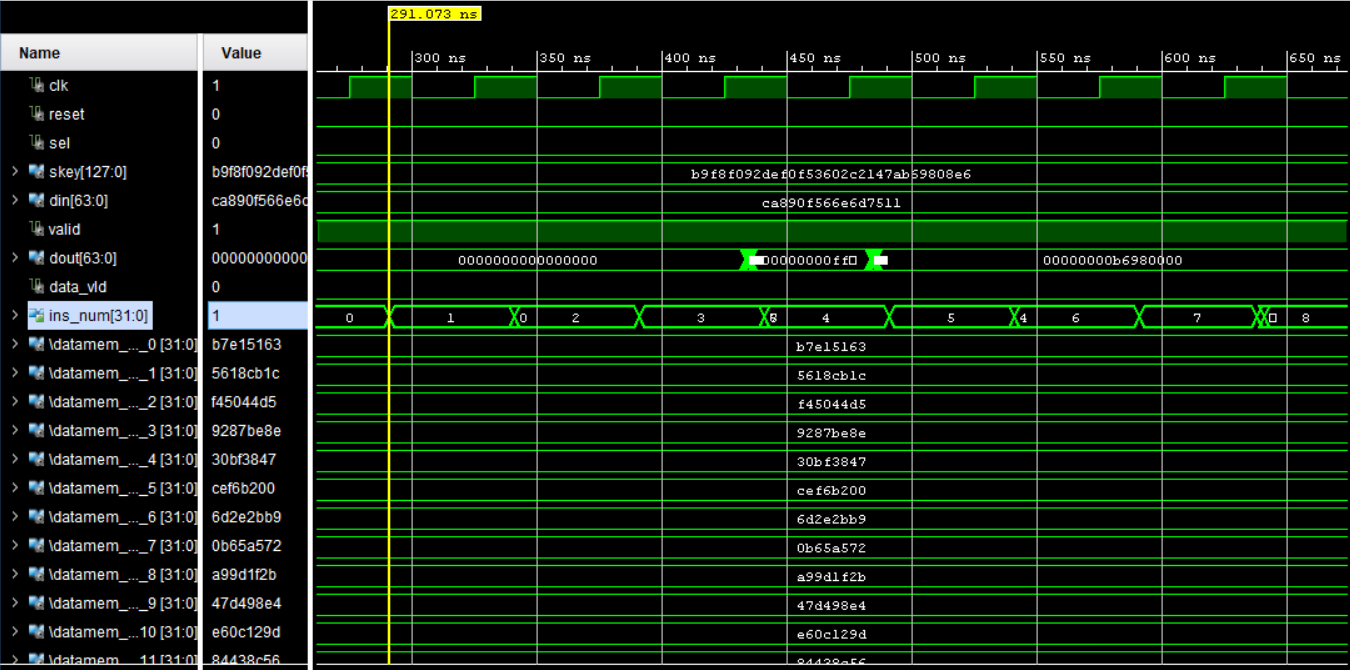 291.073 ns
Name Value
300 ns 350 ns 400 ns 450 ns 500 ns 550 ns 600 ns 650 ns
clk 1
reset 0
sel 0
skey[127:0] b9f8f092def0f5 b9f8f092def0f53602c2147ab69808e6
din[63:0] ca890f566e6d ca890f566e6d7511
valid 1
dout[63:0] 00000000000 0000000000000000 00000000ff 00000000b6980000
data_vld 0
ins_num[31:0] 1 0 1 0 2 3 4 5 4 6 7 8
\datamem_..._0 [31:0] b7e15163 b7e15163
\datamem_..._1 [31:0] 5618cb1c 5618cb1c
\datamem_..._2 [31:0] f45044d5 f45044d5
\datamem_..._3 [31:0] 9287be8e 9287be8e
\datamem_..._4 [31:0] 30bf3847 30bf3847
\datamem_..._5 [31:0] cef6b200 cef6b200
\datamem_..._6 [31:0] 6d2e2bb9 6d2e2bb9
\datamem_..._7 [31:0] 0b65a572 0b65a572
\datamem_..._8 [31:0] a99d1f2b a99d1f2b
\datamem_..._9 [31:0] 47d498e4 47d498e4
\datamem_...10 [31:0] e60c129d e60c129d
\datamem_...11 [31:0] 84438c56 84438c56